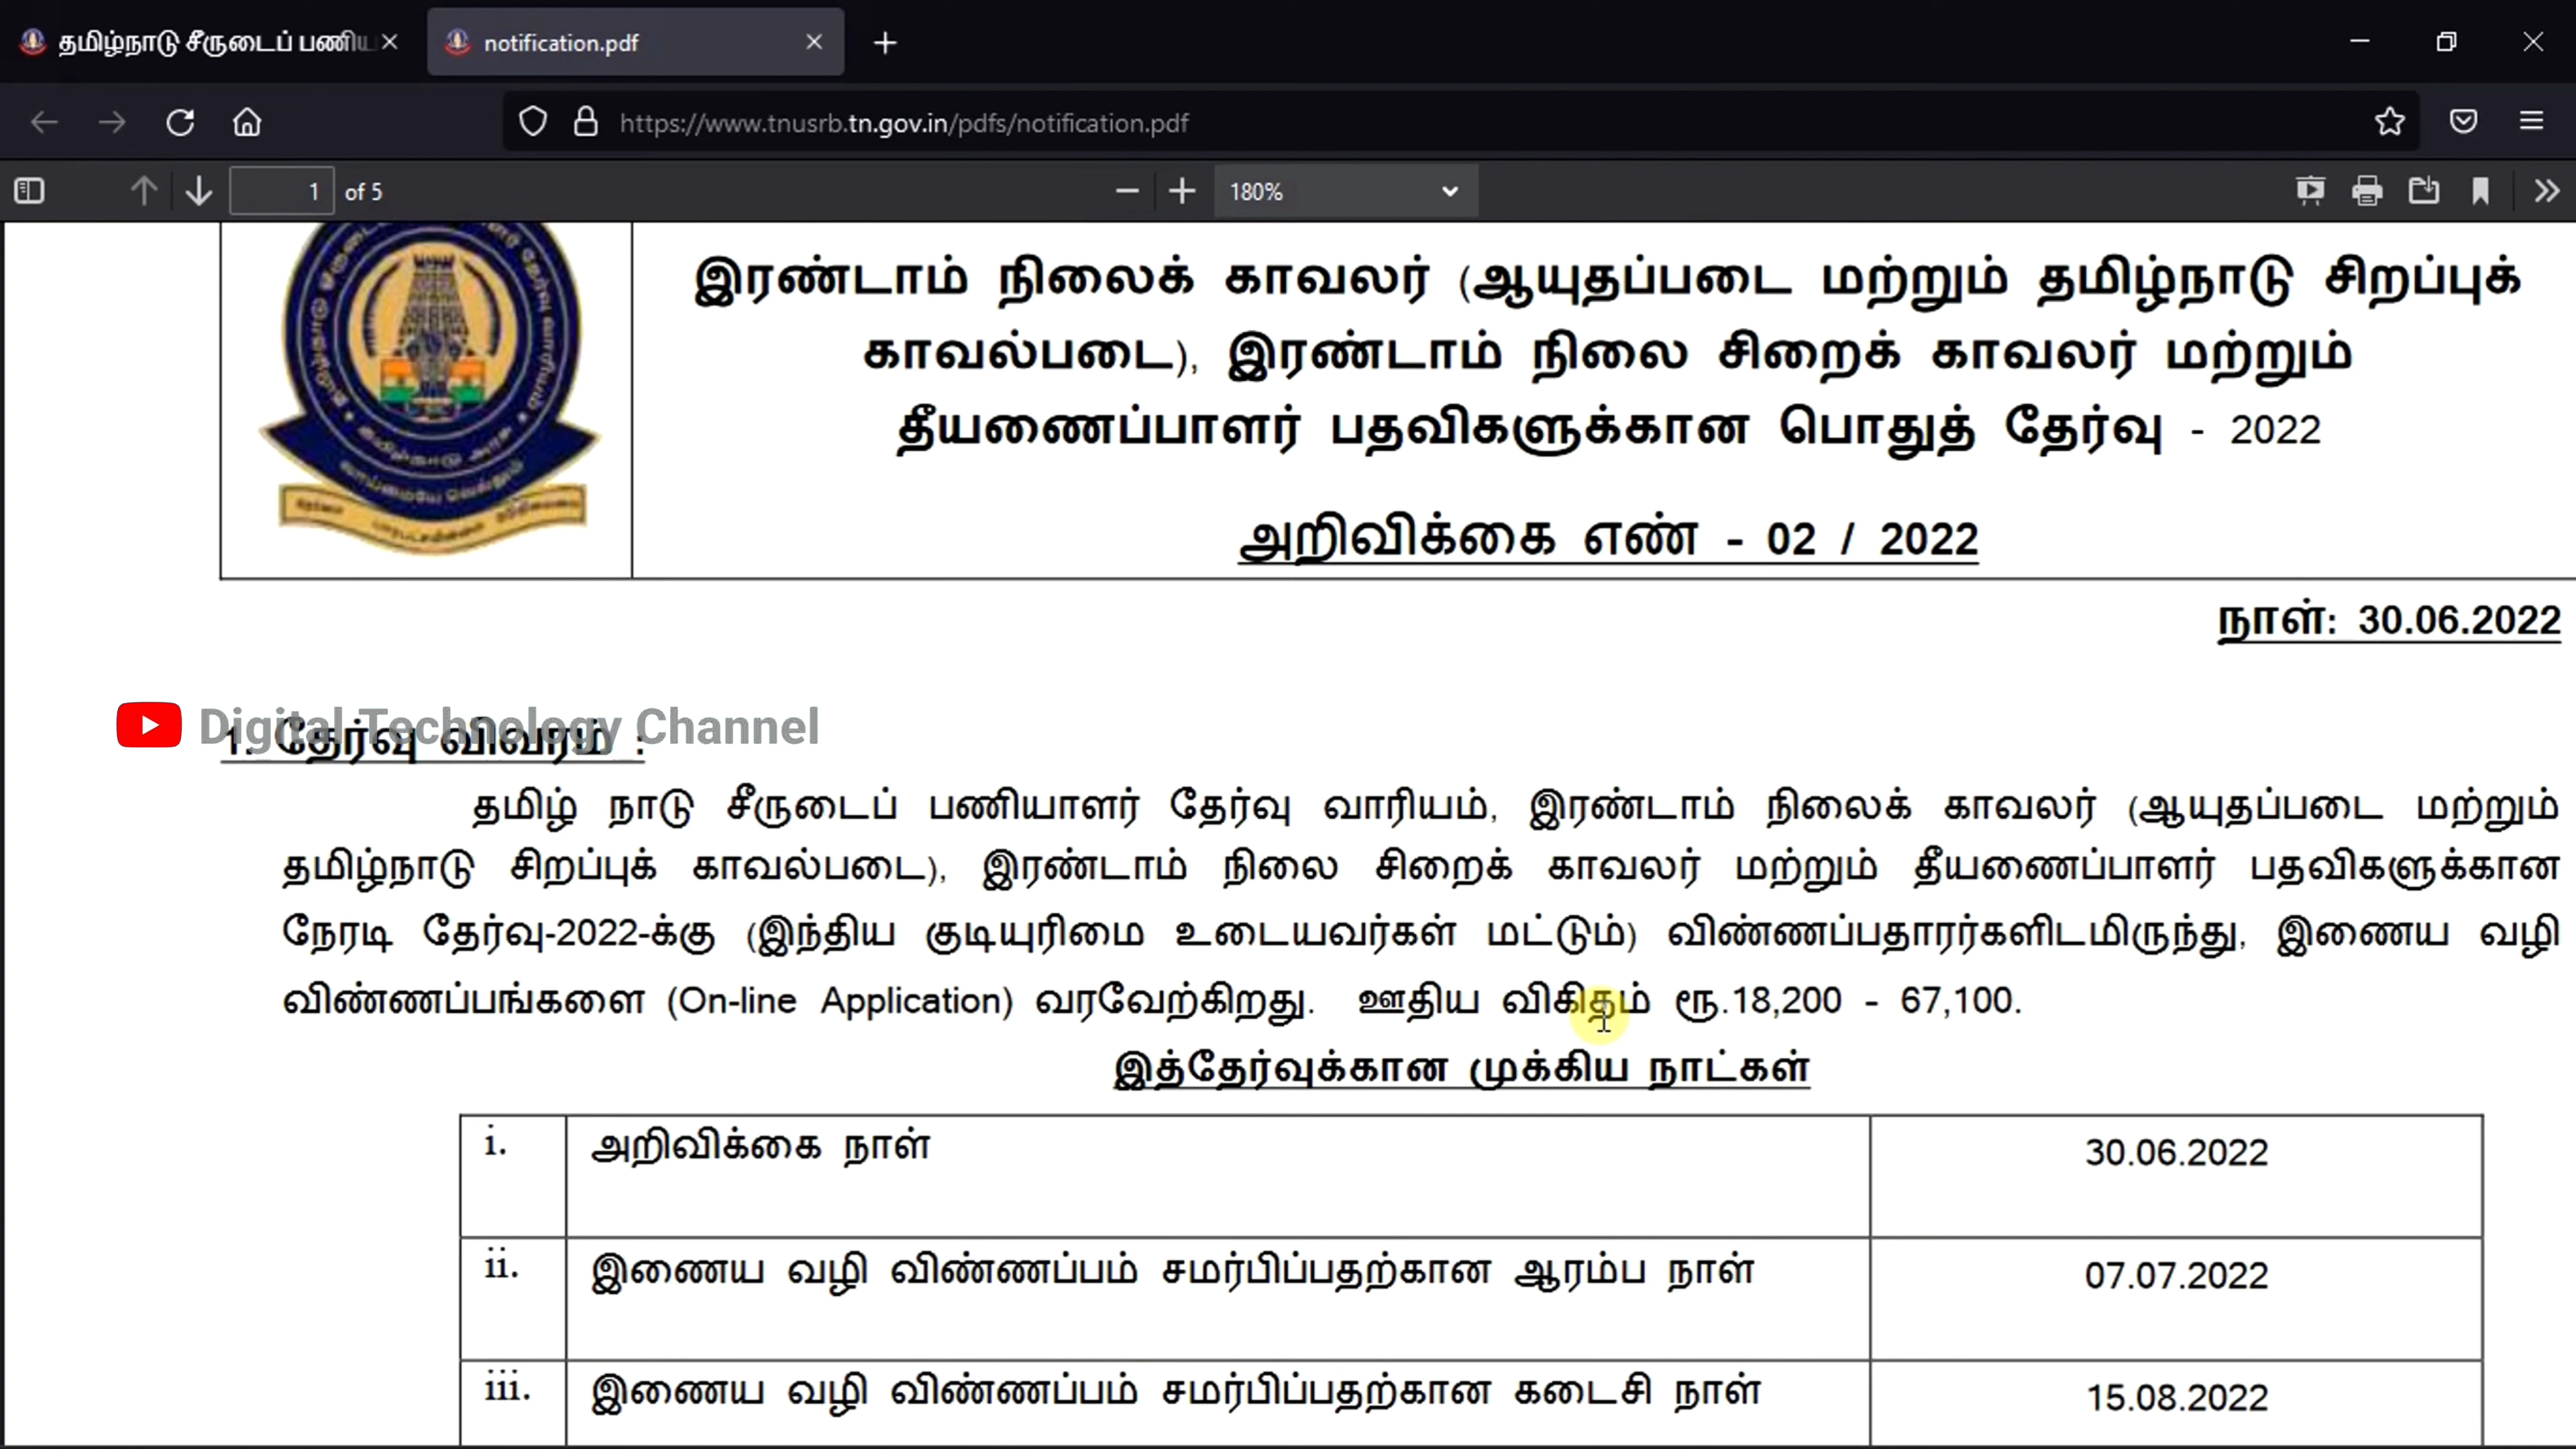 தமிழ்நாடு சீருடைப் பணிய
notification.pdf
https://www.tnusrb.tn.gov.in/pdfs/notification.pdf
1 of 5
180%
இரண்டாம் நிலைக் காவலர் (ஆயுதப்படை மற்றும் தமிழ்நாடு சிறப்புக்
காவல்படை), இரண்டாம் நிலை சிறைக் காவலர் மற்றும்
தீயணைப்பாளர் பதவிகளுக்கான பொதுத் தேர்வு - 2022
அறிவிக்கை எண் - 02 / 2022
நாள்: 30.06.2022
Digital Technology Channel
1. தேர்வு விவரம் :
தமிழ் நாடு சீருடைப் பணியாளர் தேர்வு வாரியம், இரண்டாம் நிலைக் காவலர் (ஆயுதப்படை மற்றும்
தமிழ்நாடு சிறப்புக் காவல்படை), இரண்டாம் நிலை சிறைக் காவலர் மற்றும் தீயணைப்பாளர் பதவிகளுக்கான
நேரடி தேர்வு-2022-க்கு (இந்திய குடியுரிமை உடையவர்கள் மட்டும்) விண்ணப்பதாரர்களிடமிருந்து, இணைய வழி
விண்ணப்பங்களை (On-line Application) வரவேற்கிறது. ஊதிய விகிதம் ரூ.18,200 - 67,100.
இத்தேர்வுக்கான முக்கிய நாட்கள்
i. அறிவிக்கை நாள் 30.06.2022
ii. இணைய வழி விண்ணப்பம் சமர்பிப்பதற்கான ஆரம்ப நாள் 07.07.2022
iii. இணைய வழி விண்ணப்பம் சமர்பிப்பதற்கான கடைசி நாள் 15.08.2022